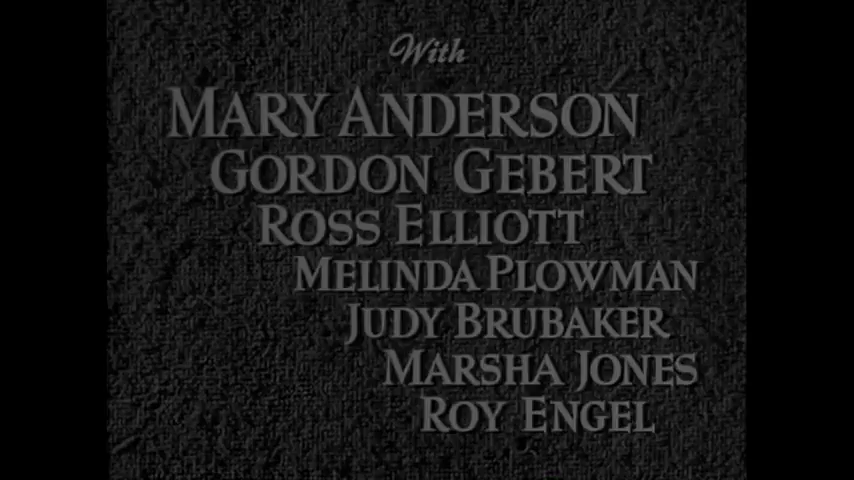 With
MARY ANDERSON
GORDON GEBERT
ROSS ELLIOTT
MELINDA PLOWMAN
JUDY BRUBAKER
MARSHA JONES
ROY ENGEL